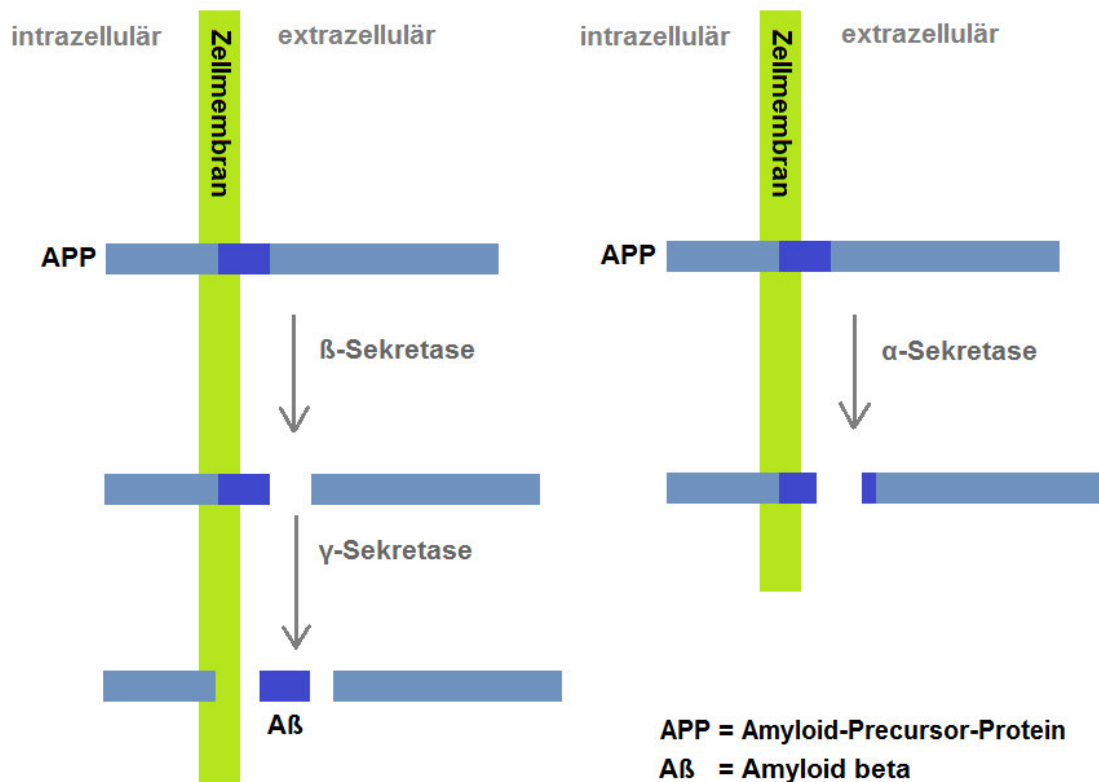 intrazellulär
Zellmembran
extrazellulär
APP
ß-Sekretase
γ-Sekretase
Aß
intrazellulär
Zellmembran
extrazellulär
APP
α-Sekretase
APP = Amyloid-Precursor-Protein
Aß = Amyloid beta